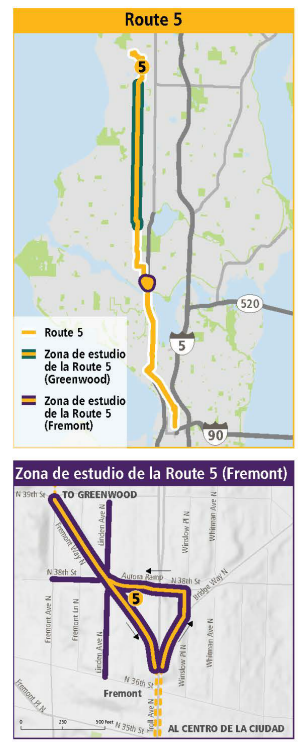 Route 5
5
520
5
90
Route 5
Zona de estudio
de la Route 5
(Greenwood)
Zona de estudio
de la Route 5
(Fremont)
Zona de estudio de la Route 5 (Fremont)
N 39th St
TO GREENWOOD
Linden Ave N
Winslow Pl N
Whitman Ave N
Fremont Way N
N 38th St
Aurora Ramp
N 38th St
Bridge Way N
5
Fremont Ave N
Fremont Ln N
Linden Ave N
Winslow Pl N
Whitman Ave N
N 36th St
Fremont
Fremont Pl N
N 35th St
0 250 500 Feet
AL CENTRO DE LA CIUDAD